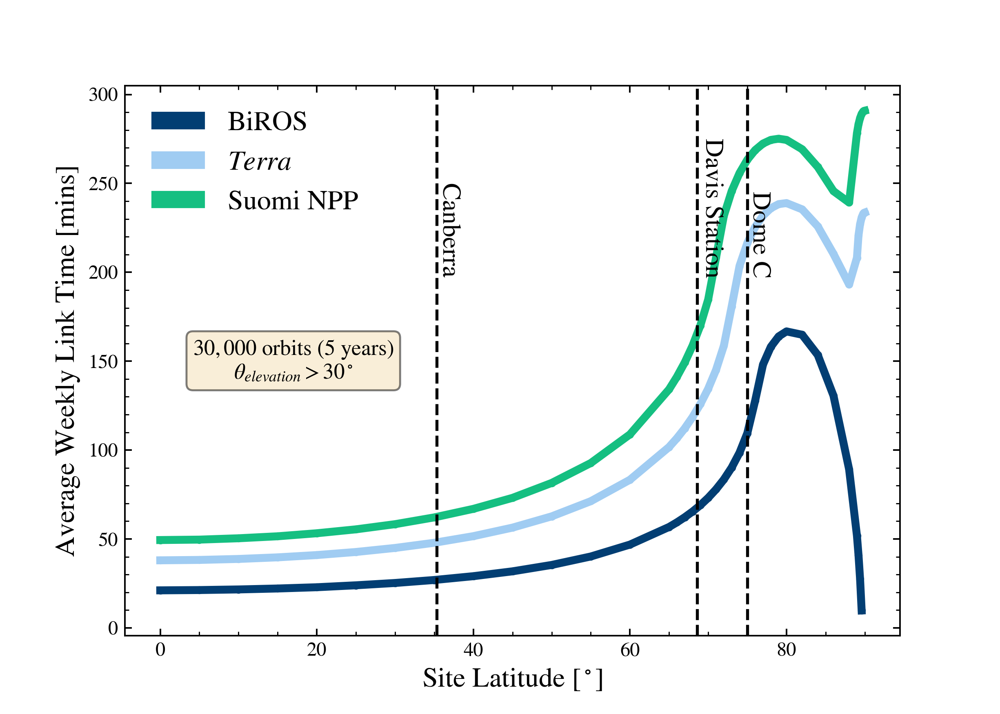 BiROS
Terra
Suomi NPP
Canberra
Davis Station
Dome C
30,000 orbits (5 years)
θelevation > 30°
Average Weekly Link Time [mins]
300
250
200
150
100
50
0
0 20 40 60 80
Site Latitude [°]